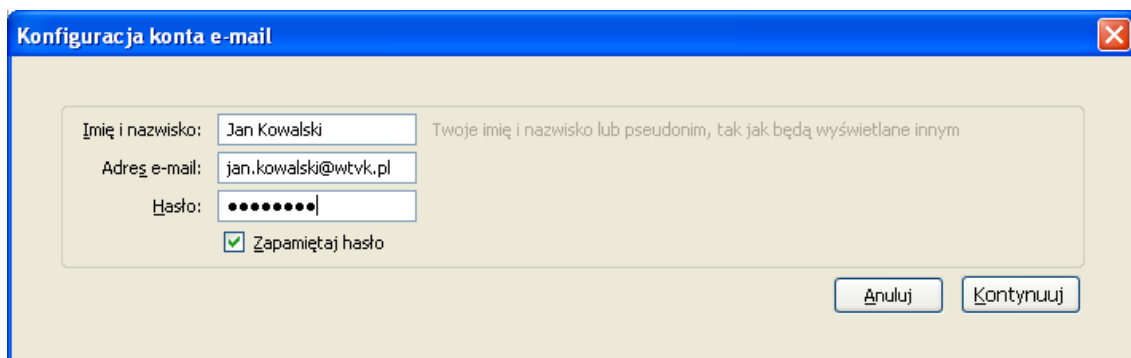 Konfiguracja konta e-mail
Imię i nazwisko: Jan Kowalski Twoje imię i nazwisko lub pseudonim, tak jak będą wyświetlane innym
Adres e-mail: jan.kowalski@wtvk.pl
Hasło: ●●●●●●●●
Zapamiętaj hasło
Anuluj Kontynuuj